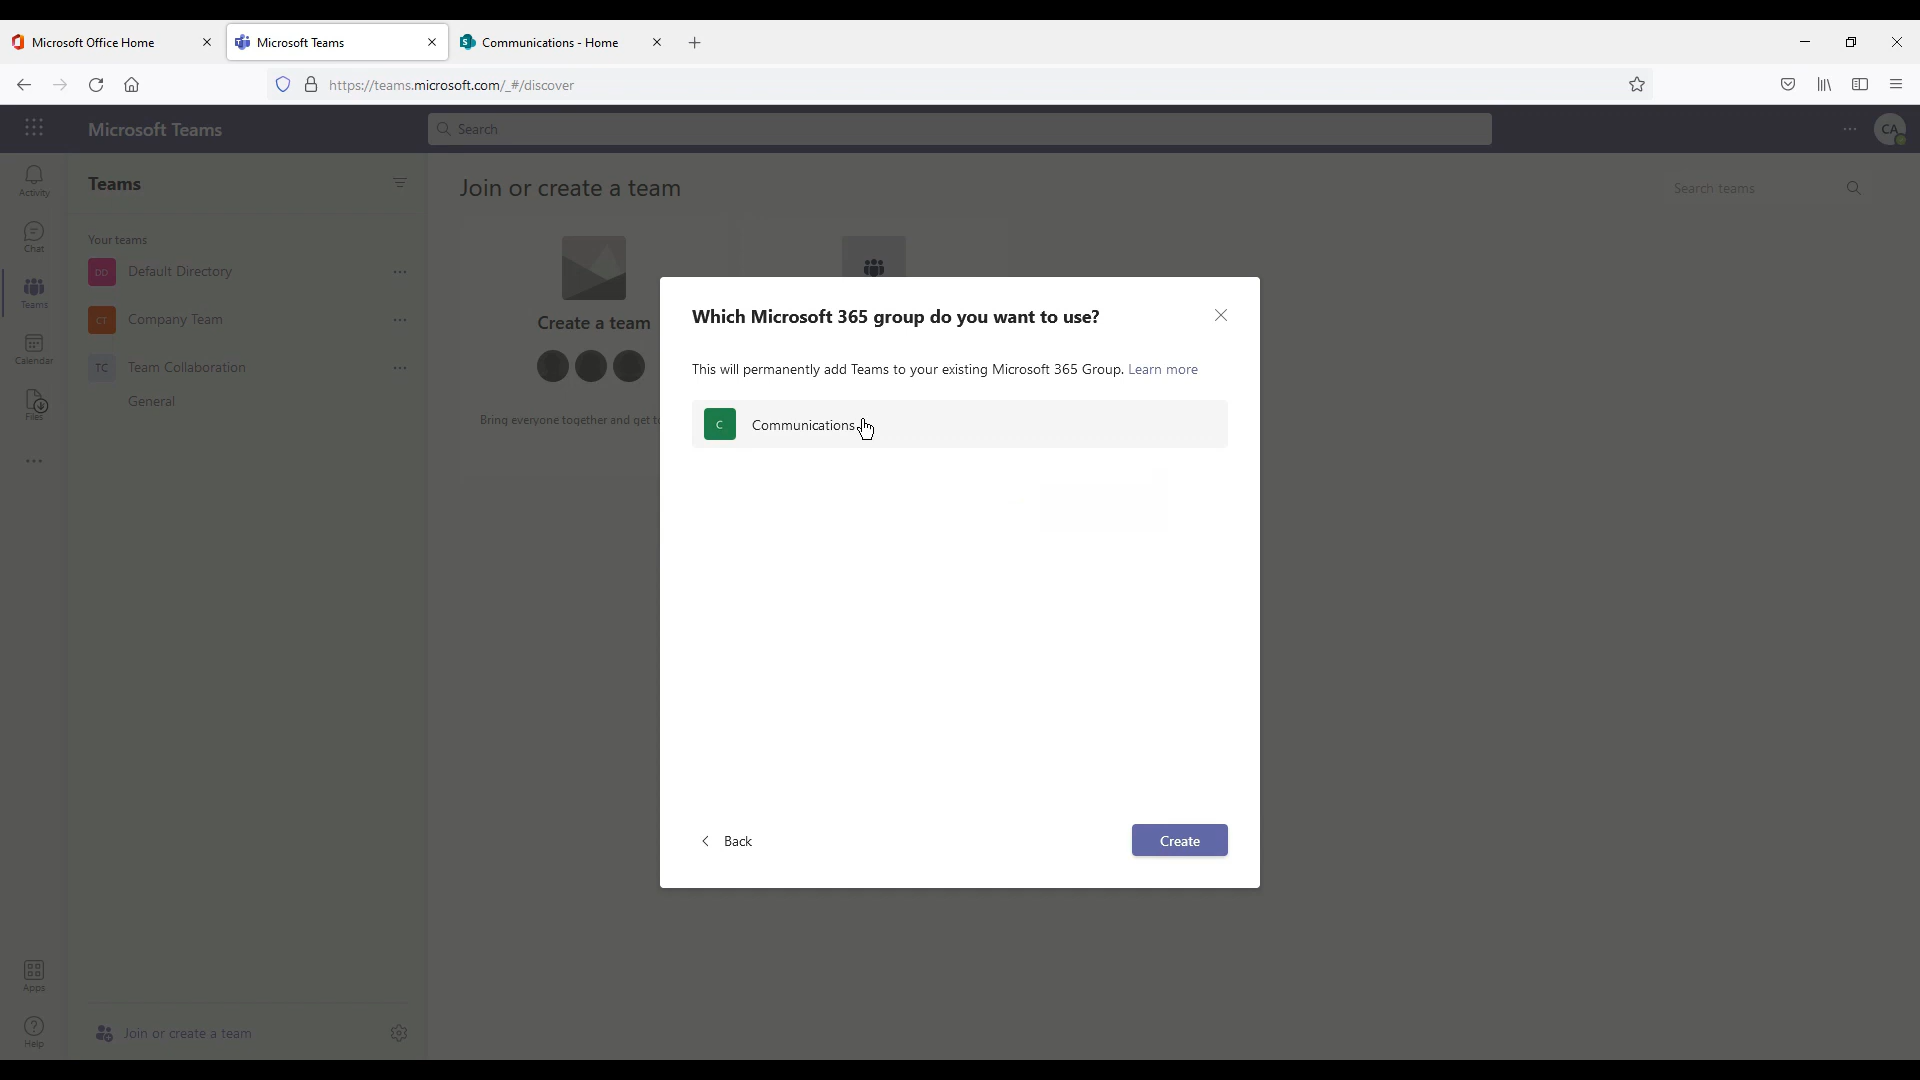 Microsoft Office Home
Microsoft Teams
Communications - Home
https://teams.microsoft.com/_#/discover
Microsoft Teams
Search
CA
Activity
Chat
Teams
Calendar
Files
Apps
Help
Teams
Your teams
DD Default Directory
CT Company Team
TC Team Collaboration
General
Join or create a team
Join or create a team
Search teams
Create a team
Bring everyone together and get to
Which Microsoft 365 group do you want to use?
This will permanently add Teams to your existing Microsoft 365 Group. Learn more
C Communications
Back
Create